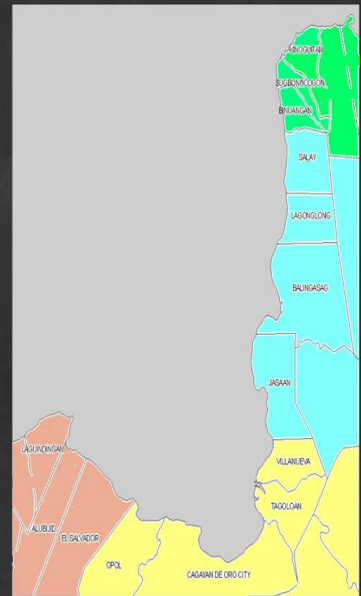 KINOGUITAN
SUGBONGCOGON
BINUANGAN
SALAY
LAGONGLONG
BALINGASAG
JASAAN
LAGUINDINGAN
VILLANUEVA
TAGOLOAN
ALUBIJID
EL SALVADOR
OPOL
CAGAYAN DE ORO CITY